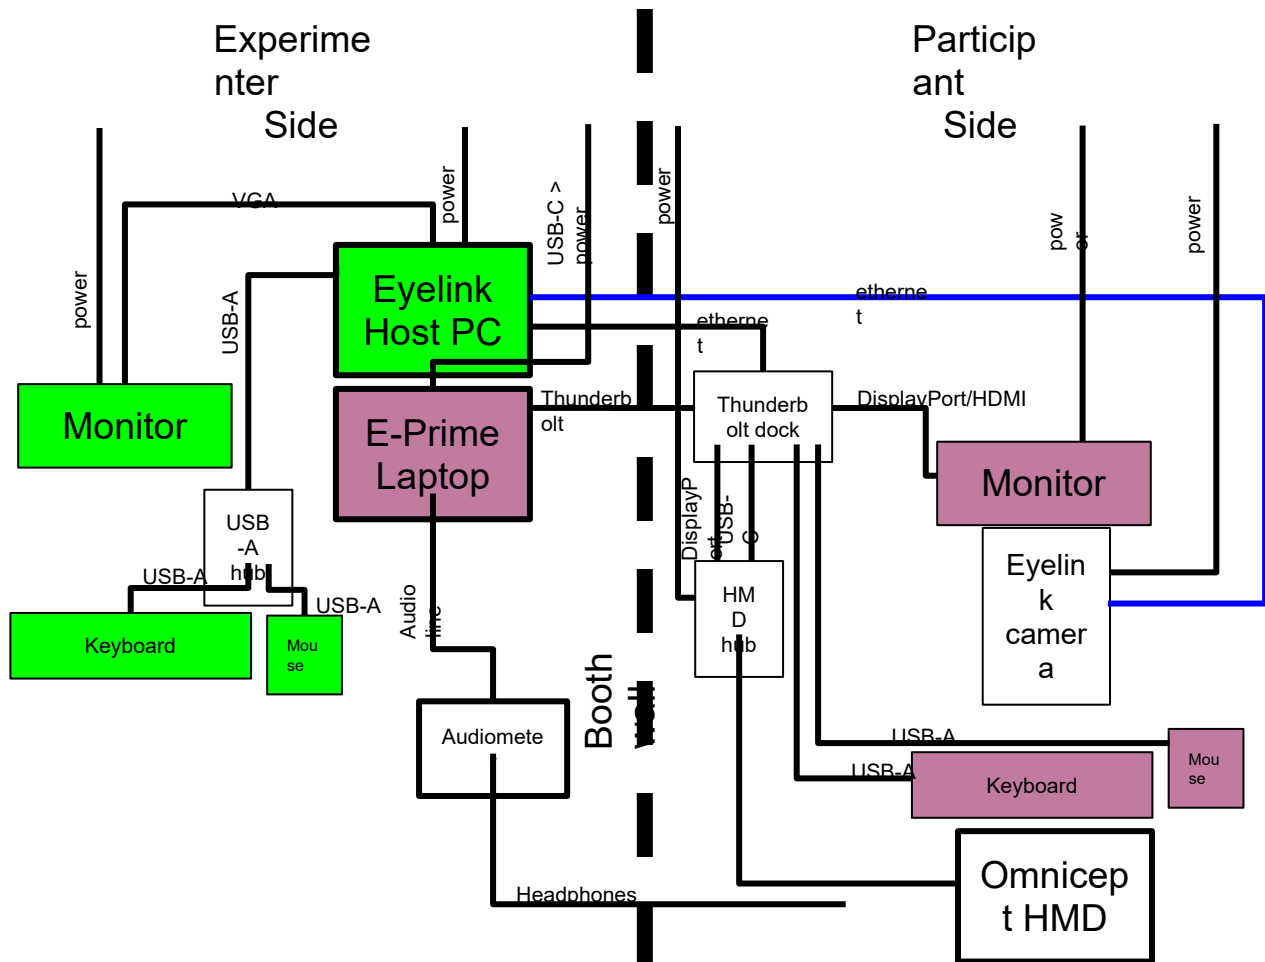 Experime
nter
Side
Particip
ant
Side
VGA
power
USB-C >
power
power
power
pow
er
power
USB-A
Eyelink
Host PC
etherne
t
etherne
t
Monitor
E-Prime
Laptop
Thunderb
olt
Thunderb
olt dock
DisplayPort/HDMI
Monitor
USB
-A
hub
DisplayP
ort
USB-
C
Eyelin
k
camer
a
USB-A
USB-A
Audio
line
HM
D
hub
Keyboard
Mou
se
Booth
wall
Audiomete
r
USB-A
USB-A
Mou
se
Keyboard
Headphones
Omnicep
t HMD